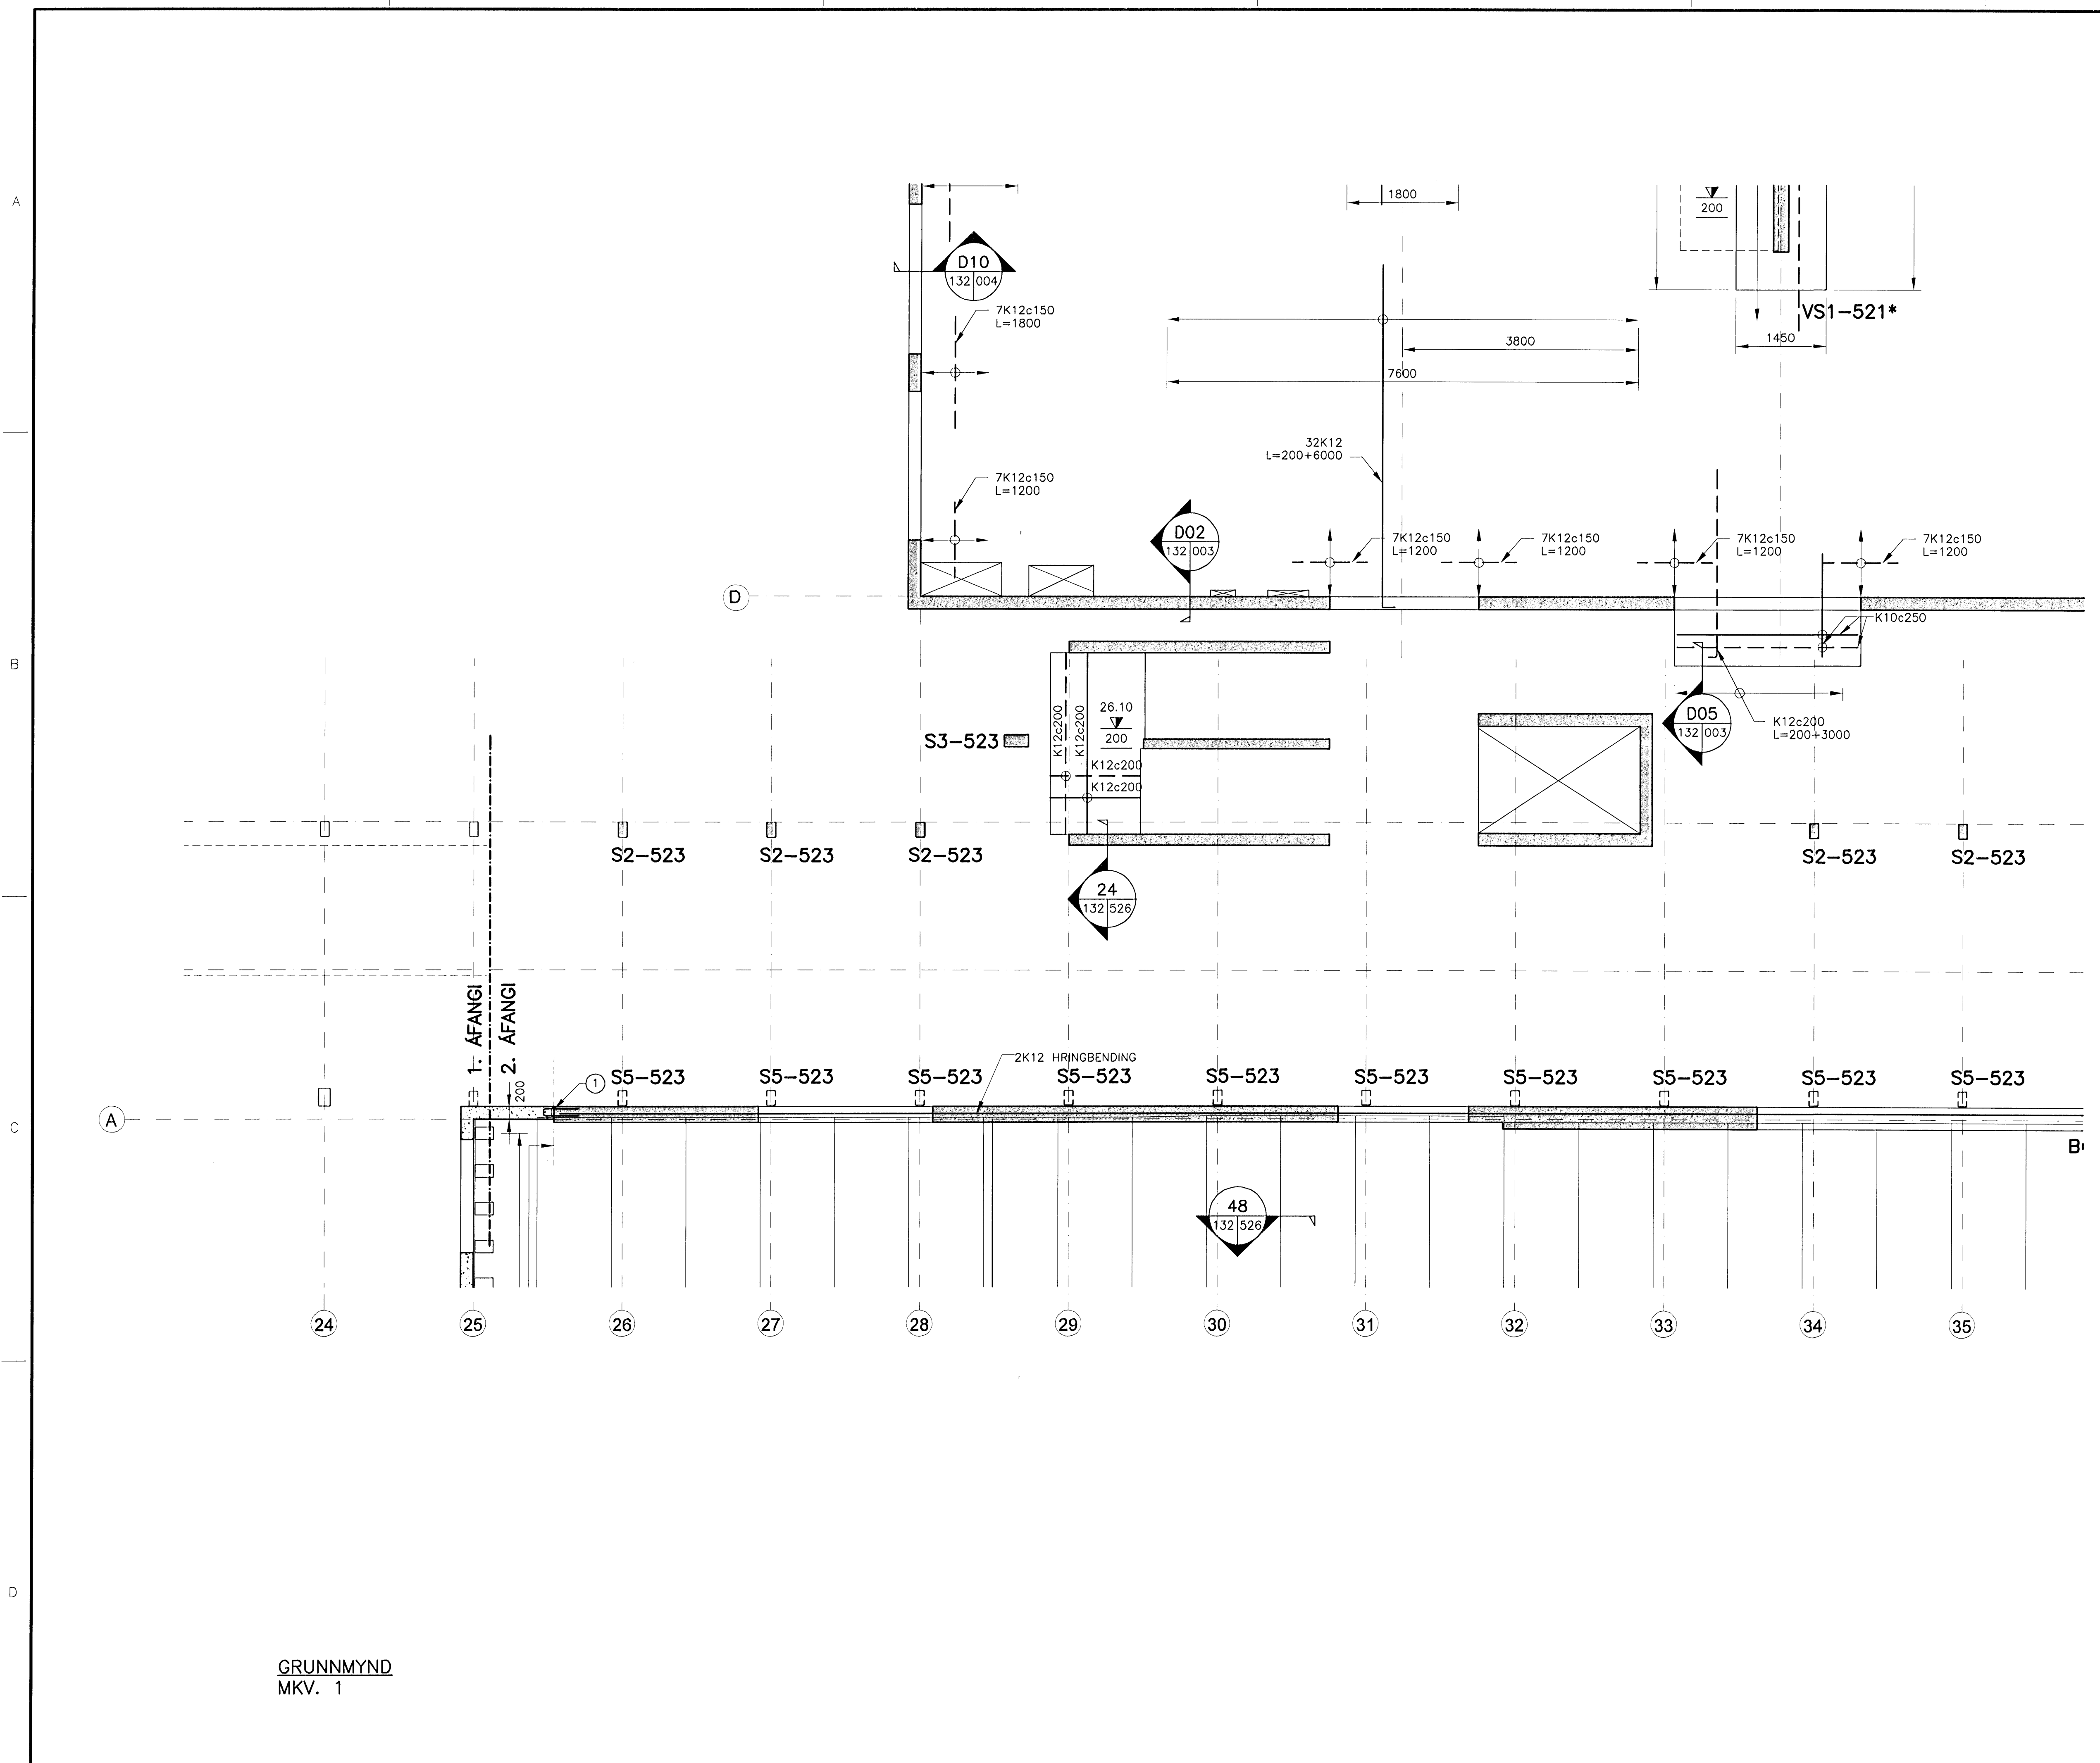 A
1800
200
D10
132 004
7K12c150
L=1800
VS1-521*
1450
3800
7600
32K12
L=200+6000
7K12c150
L=1200
D02
132 003
7K12c150
L=1200
7K12c150
L=1200
7K12c150
L=1200
7K12c150
L=1200
D
K10c250
B
K12c200
K12c200
26.10
200
S3-523
K12c200
K12c200
D05
132 003
K12c200
L=200+3000
S2-523
S2-523
S2-523
S2-523
S2-523
24
132 526
1. ÁFANGI
2. ÁFANGI
200
2K12 HRINGBENDING
1
S5-523
S5-523
S5-523
S5-523
S5-523
S5-523
S5-523
S5-523
S5-523
S5-523
A
C
48
132 526
24
25
26
27
28
29
30
31
32
33
34
35
D
GRUNNMYND
MKV. 1